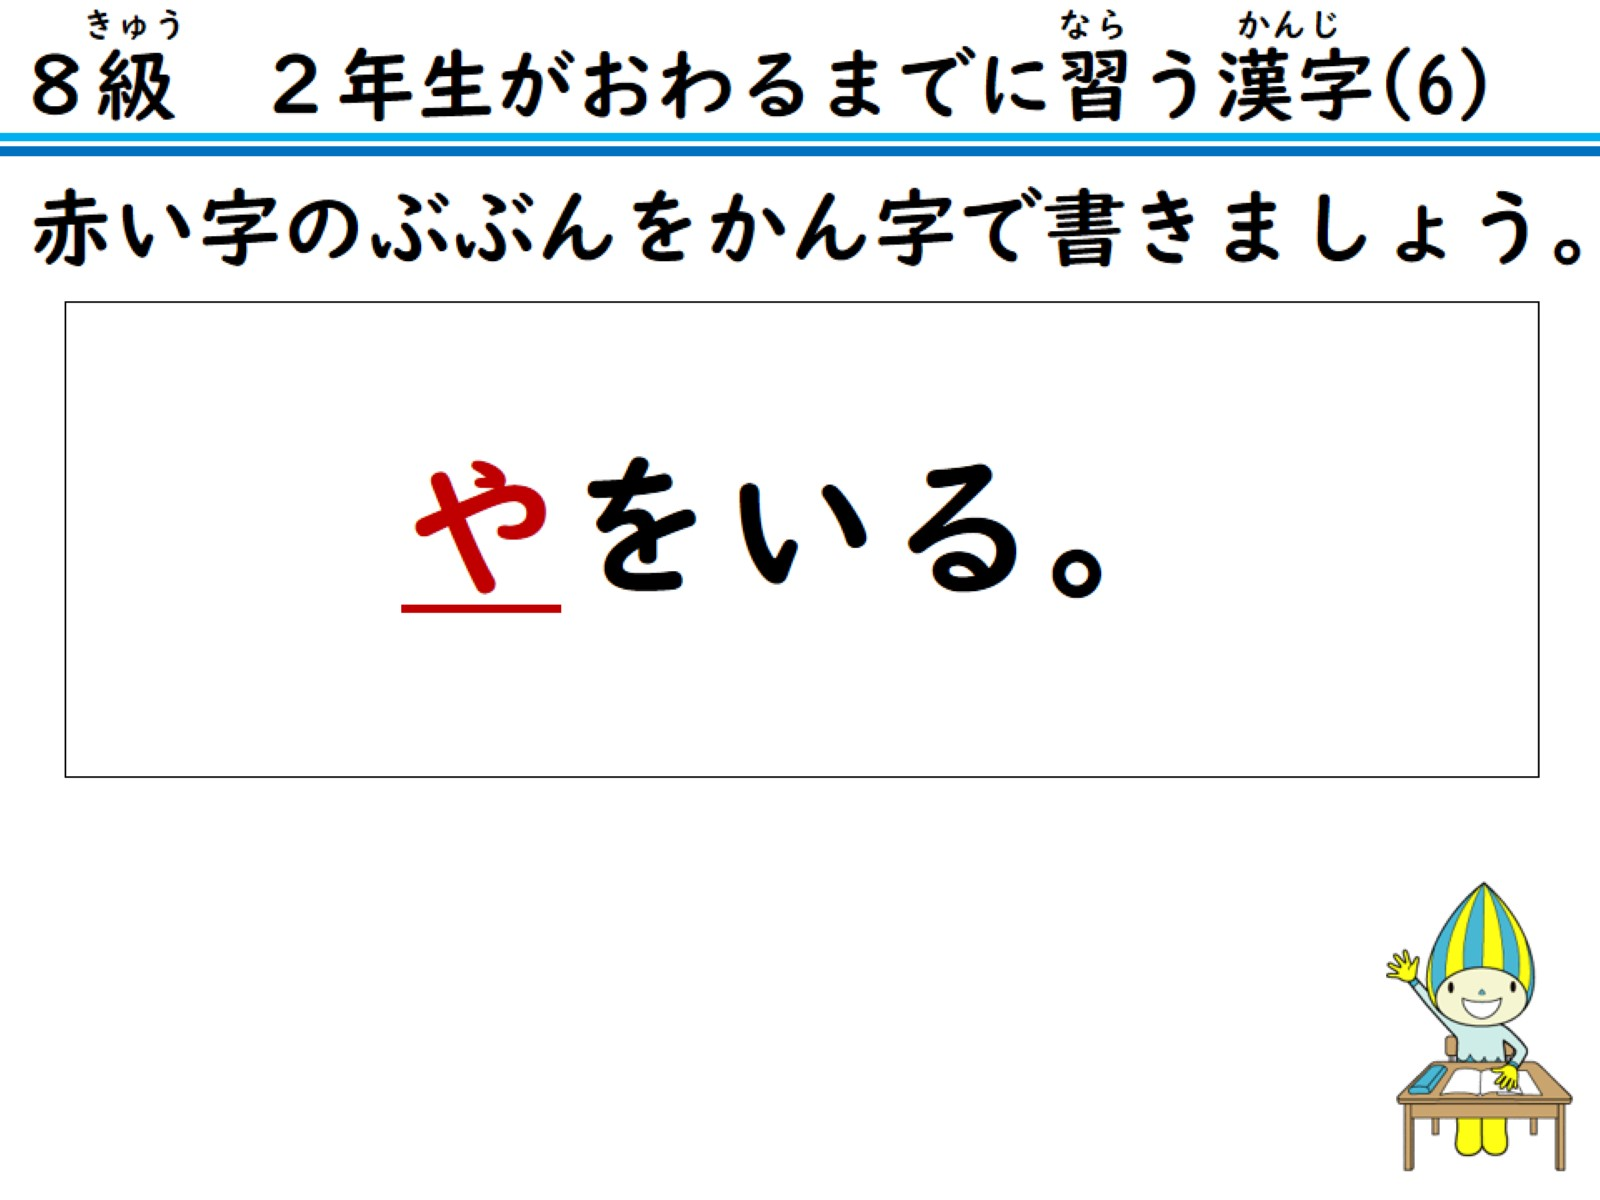 きゅう なら かんじ
８級　２年生がおわるまでに習う漢字(6)
赤い字のぶぶんをかん字で書きましょう。
やをいる。